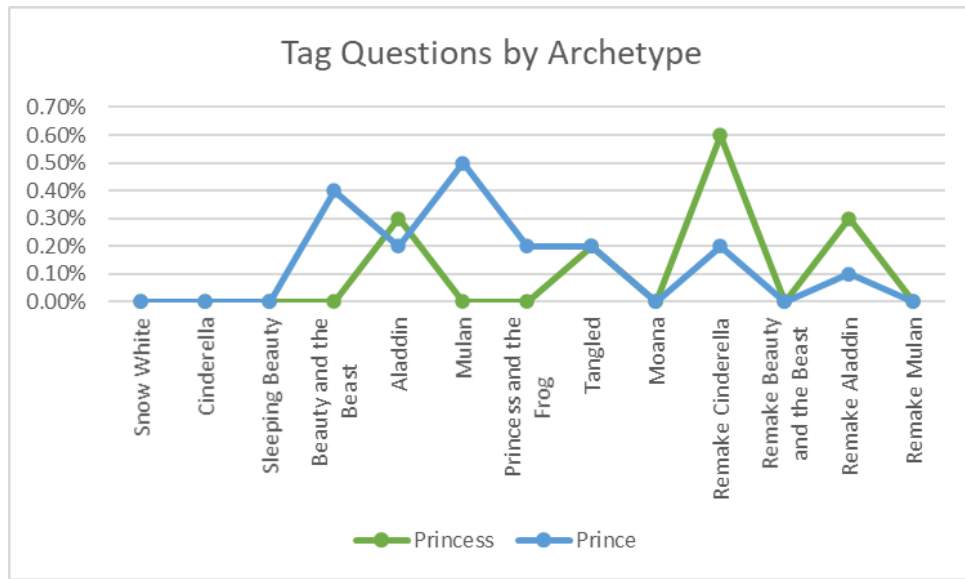 Tag Questions by Archetype
0.70%
0.60%
0.50%
0.40%
0.30%
0.20%
0.10%
0.00%
Snow White
Cinderella
Sleeping Beauty
Beauty and the
Beast
Aladdin
Mulan
Princess and the
Frog
Tangled
Moana
Remake Cinderella
Remake Beauty
and the Beast
Remake Aladdin
Remake Mulan
Princess
Prince